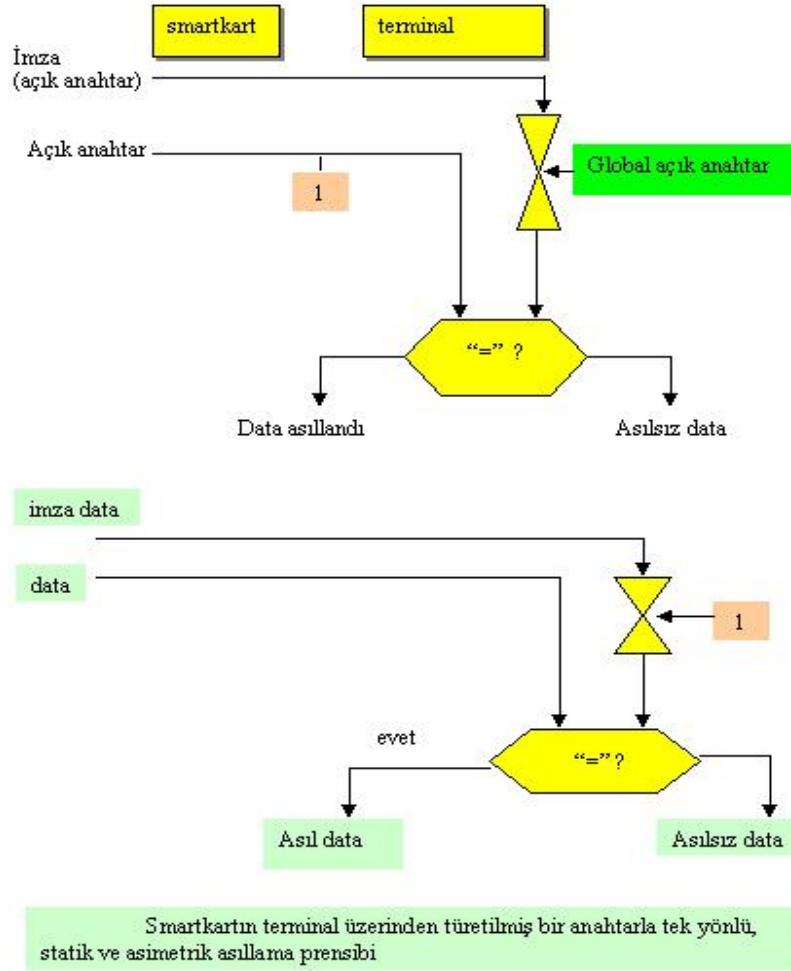 smartkart
terminal
İmza
(açık anahtar)
Açık anahtar
1
Global açık anahtar
“=” ?
Data asıllandı
Asılsız data
imza data
data
1
evet
“=” ?
Asıl data
Asılsız data
Smartkartın terminal üzerinden türetilmiş bir anahtarla tek yönlü,
statik ve asimetrik asıllama prensibi